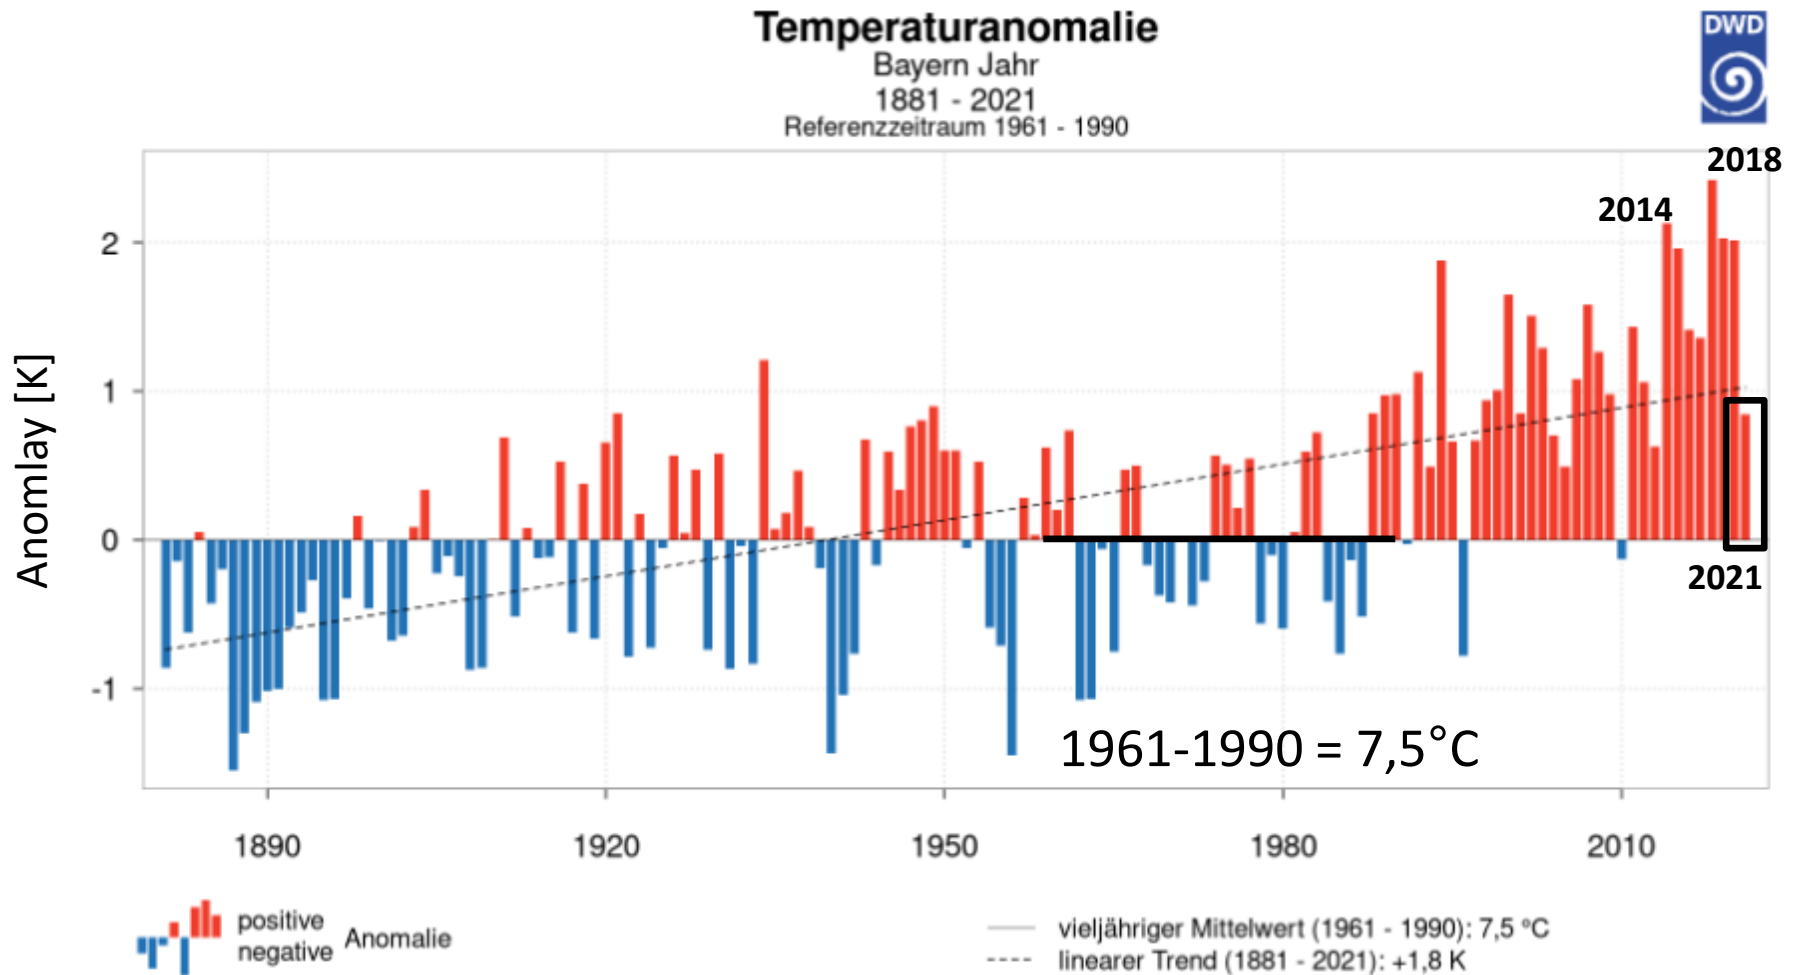 Temperaturanomalie
Bayern Jahr
1881 - 2021
Referenzzeitraum 1961 - 1990
DWD
2018
2014
2
1
0
-1
Anomlay [K]
2021
1961-1990 = 7,5°C
1890 1920 1950 1980 2010
positive
negative
Anomalie
vieljähriger Mittelwert (1961 - 1990): 7,5 °C
linearer Trend (1881 - 2021): +1,8 K